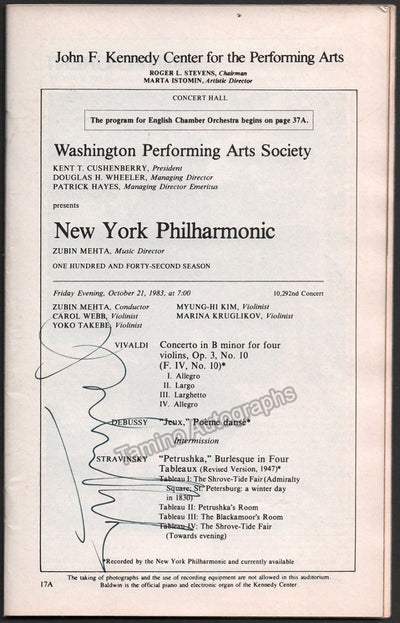 John F. Kennedy Center for the Performing Arts
ROGER L. STEVENS, Chairman
MARTA ISTOMIN, Artistic Director
CONCERT HALL
The program for English Chamber Orchestra begins on page 37A.
Washington Performing Arts Society
KENT T. CUSHENBERRY, President
DOUGLAS H. WHEELER, Managing Director
PATRICK HAYES, Managing Director Emeritus
presents
New York Philharmonic
ZUBIN MEHTA, Music Director
ONE HUNDRED AND FORTY-SECOND SEASON
Friday Evening, October 21, 1983, at 7:00 10,292nd Concert
ZUBIN MEHTA, Conductor MYUNG-HI KIM, Violinist
CAROL WEBB, Violinist MARINA KRUGLIKOV, Violinist
YOKO TAKEBE, Violinist
VIVALDI Concerto in B minor for four
violins, Op. 3, No. 10
(F. IV, No. 10)*
I. Allegro
II. Largo
III. Larghetto
IV. Allegro
DEBUSSY "Jeux," Poème dansé*
Intermission
STRAVINSKY "Petrushka," Burlesque in Four
Tableaux (Revised Version, 1947)*
Tableau I: The Shrove-Tide Fair (Admiralty
Square, St. Petersburg: a winter day
in 1830)
Tableau II: Petrushka's Room
Tableau III: The Blackamoor's Room
Tableau IV: The Shrove-Tide Fair
(Towards evening)
*Recorded by the New York Philharmonic and currently available
The taking of photographs and the use of recording equipment are not allowed in this auditorium.
Baldwin is the official piano and electronic organ of the Kennedy Center.
17A
Tamino Autographs